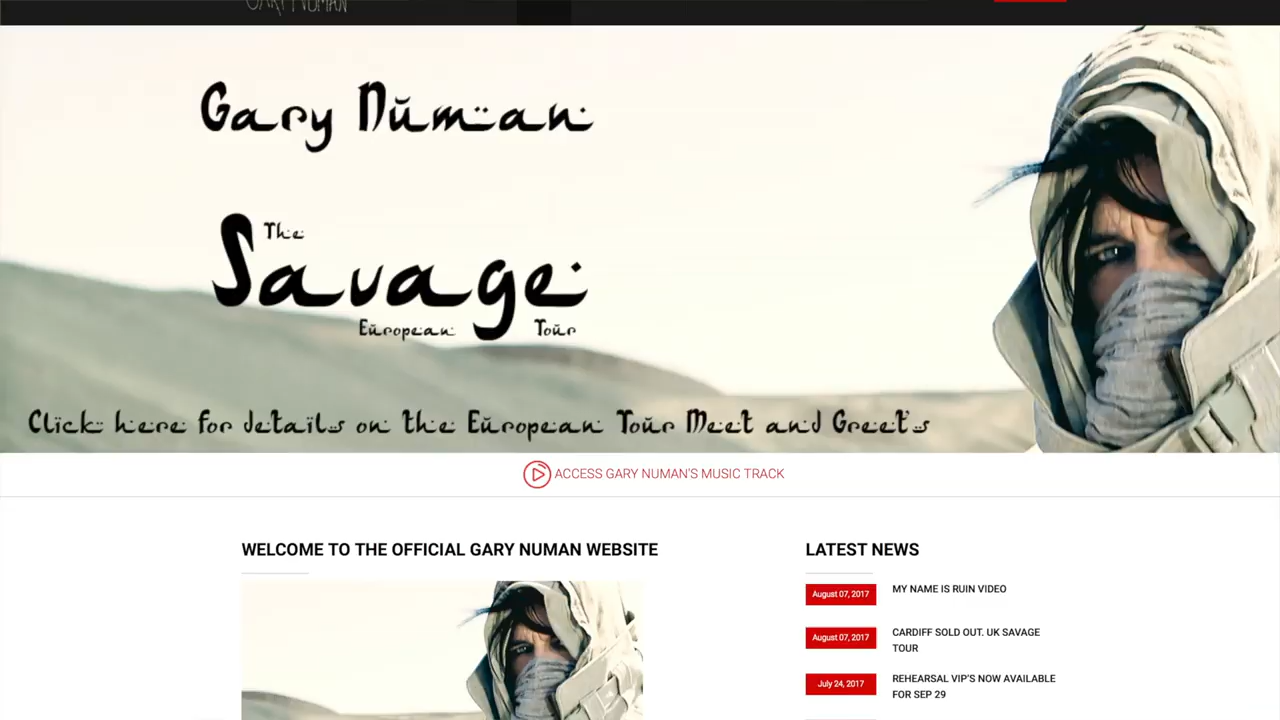 GARY NUMAN
Gary Numan
The
Savage
European Tour
Click here for details on the European Tour Meet and Greet's
ACCESS GARY NUMAN'S MUSIC TRACK
WELCOME TO THE OFFICIAL GARY NUMAN WEBSITE
LATEST NEWS
August 07, 2017
MY NAME IS RUIN VIDEO
August 07, 2017
CARDIFF SOLD OUT. UK SAVAGE
TOUR
July 24, 2017
REHEARSAL VIP'S NOW AVAILABLE
FOR SEP 29